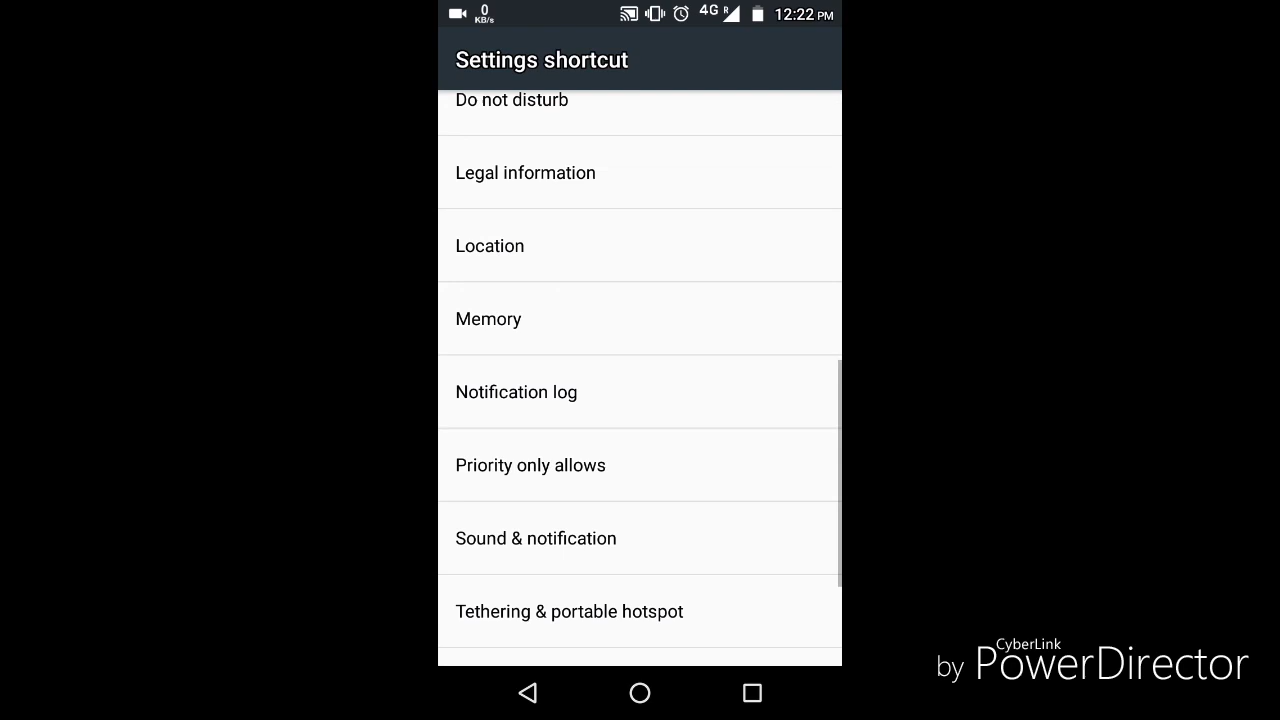 0
KB/s
4G R
12:22 PM
Settings shortcut
Do not disturb
Legal information
Location
Memory
Notification log
Priority only allows
Sound & notification
Tethering & portable hotspot
CyberLink
by PowerDirector